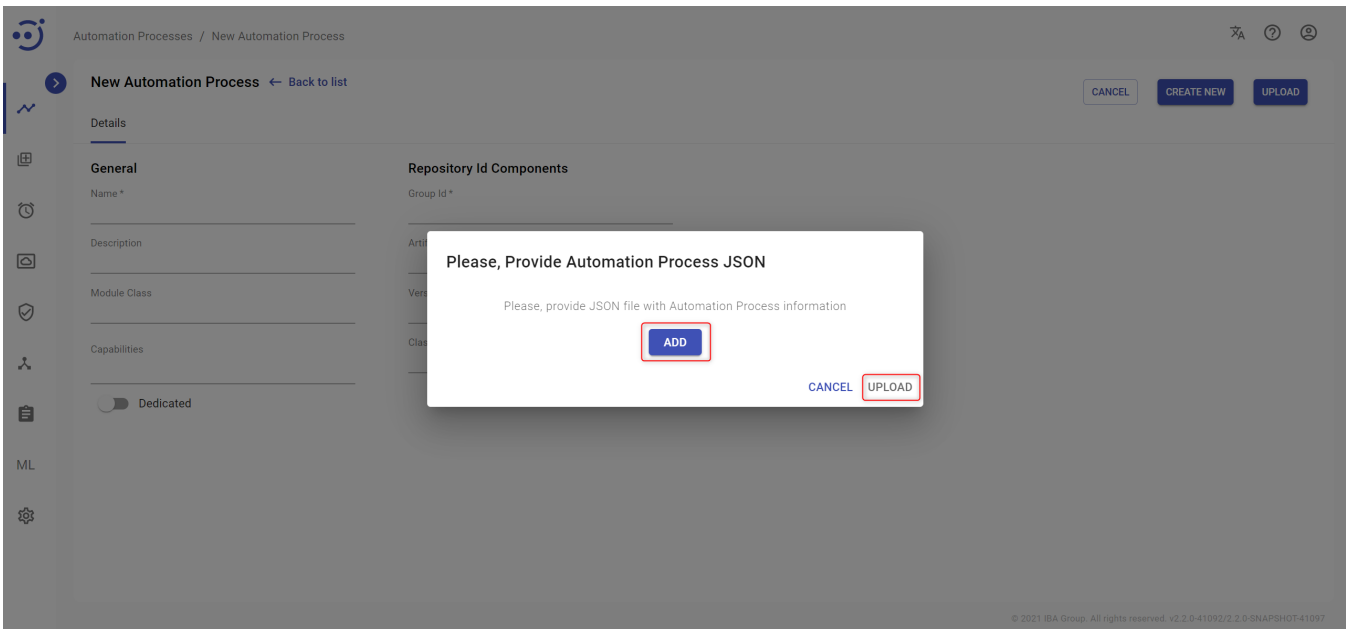 Automation Processes / New Automation Process
New Automation Process ← Back to list
CANCEL
CREATE NEW
UPLOAD
Details
General
Repository Id Components
Name *
Group Id *
Description
Module Class
Capabilities
Dedicated
Please, Provide Automation Process JSON
Please, provide JSON file with Automation Process information
ADD
CANCEL
UPLOAD
ML
© 2021 IBA Group. All rights reserved. v2.2.0-41092/2.2.0-SNAPSHOT-41097